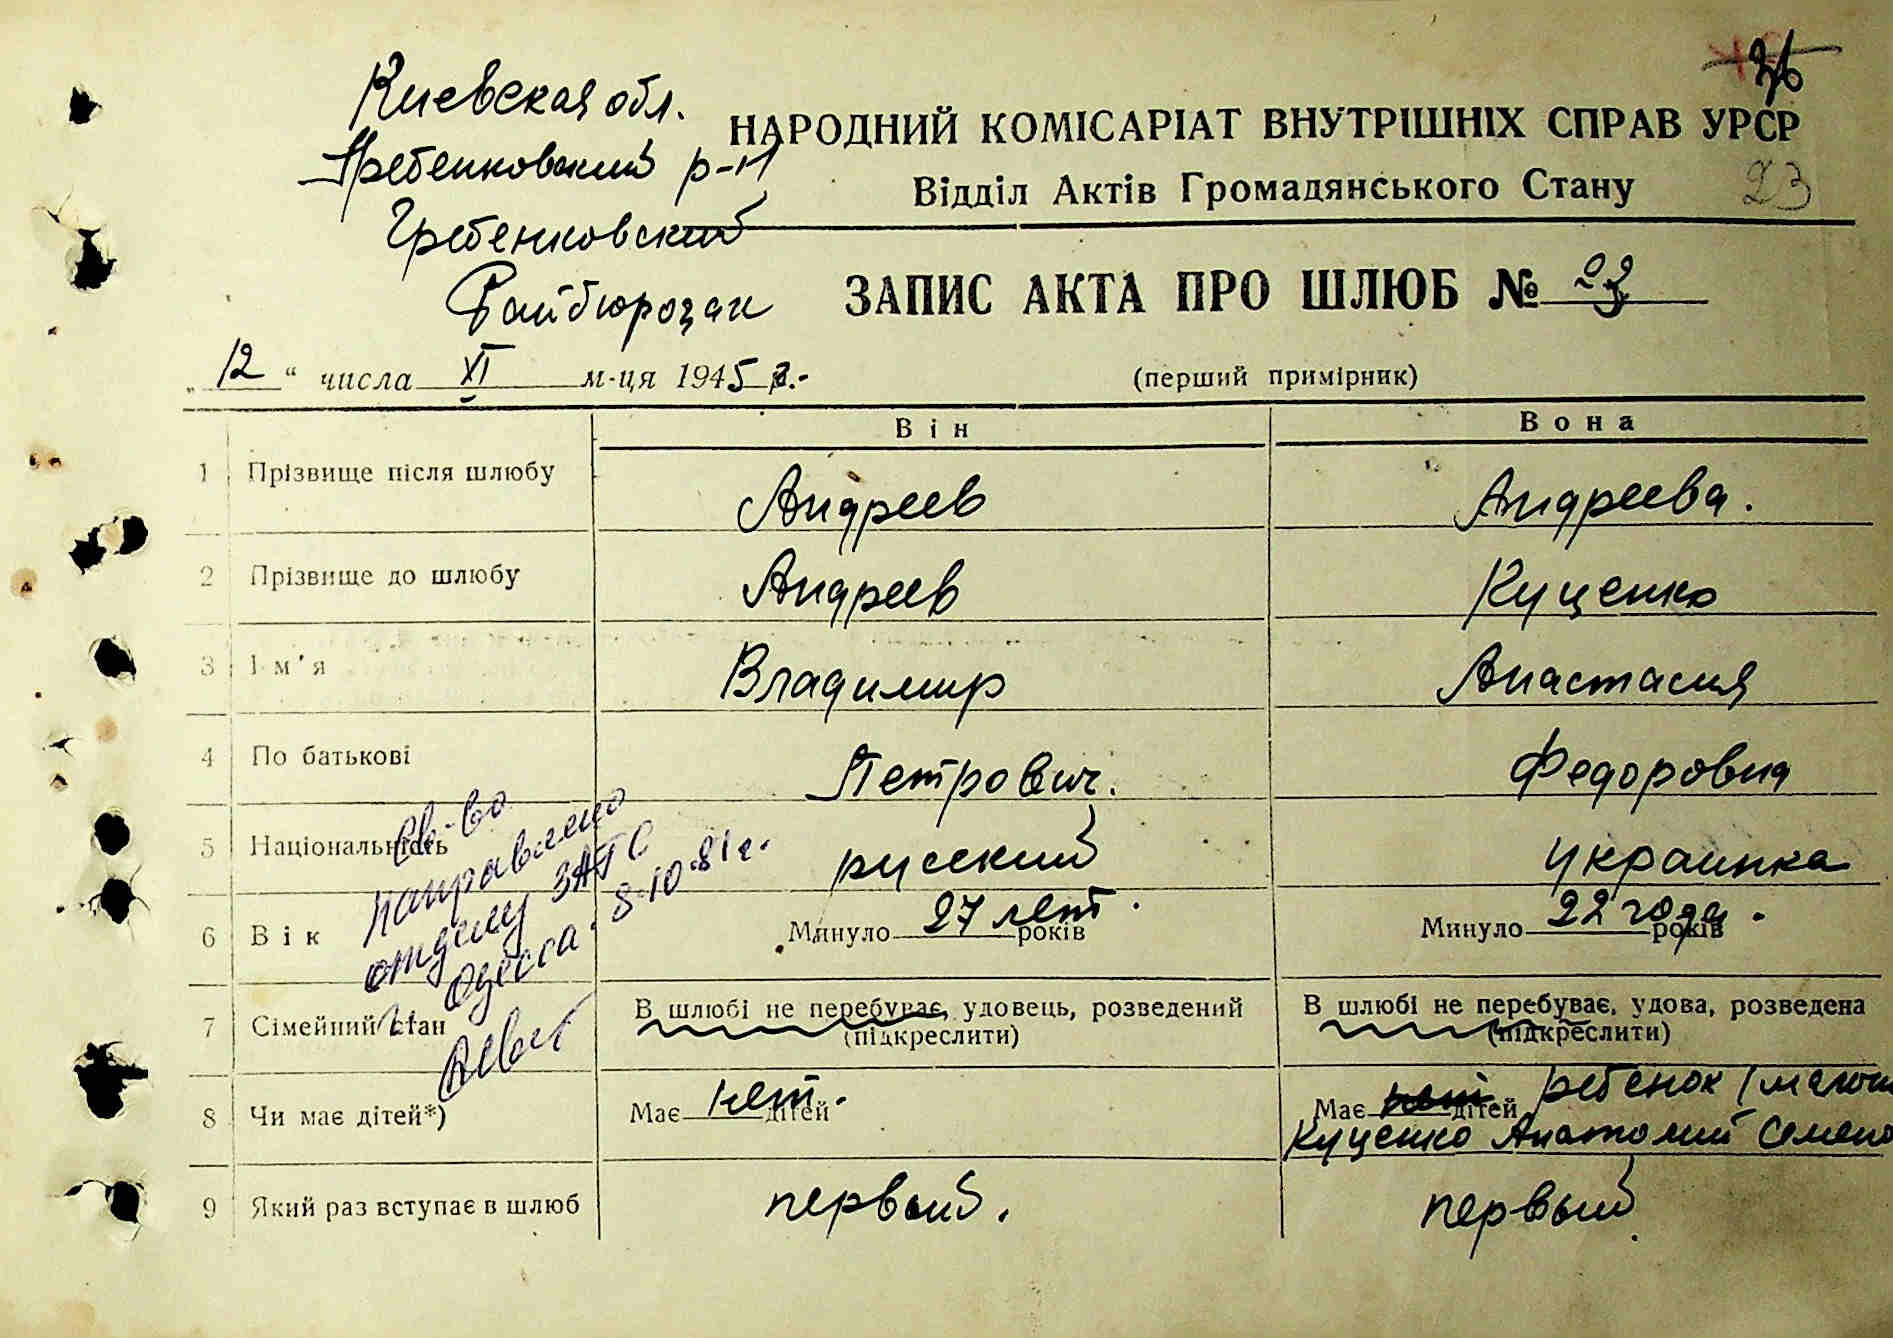 36
Киевская обл.
НАРОДНИЙ КОМІСАРІАТ ВНУТРІШНІХ СПРАВ УРСР
Гребенковский р-н
Відділ Актів Громадянського Стану 23
Гребенковский
Райбюрозаг
ЗАПИС АКТА ПРО ШЛЮБ № 23
„12“ числа XI м-ця 1945 г.-
(перший примірник)
Він Вона
1 Прізвище після шлюбу Андреев Андреева.
2 Прізвище до шлюбу Андреев Куценко
3 Ім'я Владимир Анастасия
4 По батькові Петрович. Федоровна
5 Національність русский украинка
6 Вік Минуло 27 лет. років Минуло 22 года. років
7 Сімейний стан В шлюбі не перебуває, удовець, розведений В шлюбі не перебуває, удова, розведена
(підкреслити) (підкреслити)
8 Чи має дітей*) Має нет. дітей Має нет дітей ребенок
Куценко Анатолий Семено
9 Який раз вступає в шлюб первый. первый.
Св-во
направлено
отделу ЗАГС
Одесса. 8.10.81г.